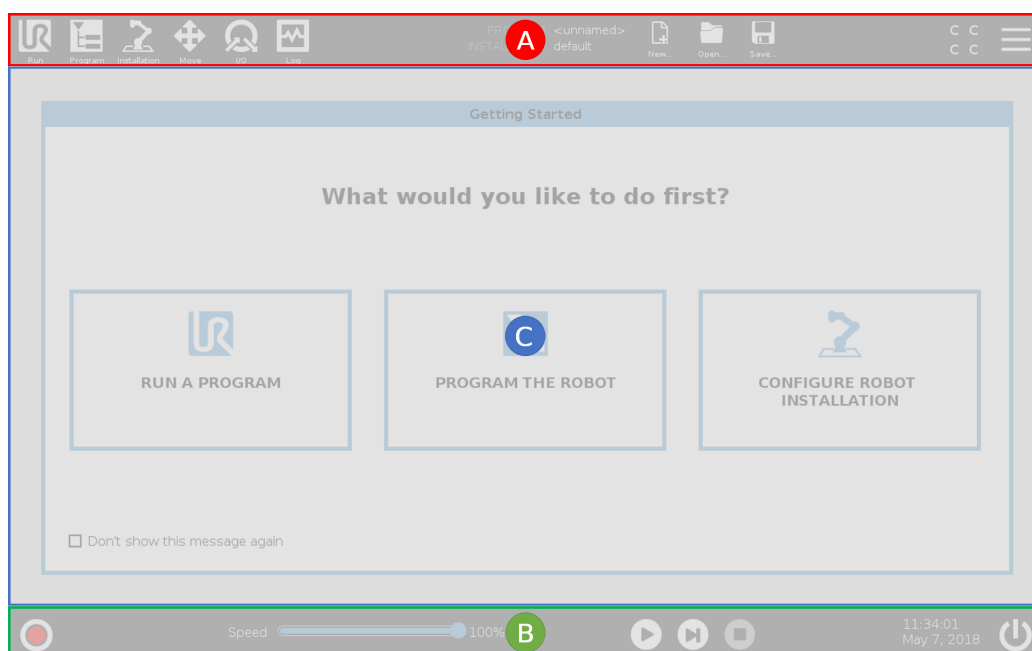 Run Program Installation Move I/O Log
<unnamed>
default
A
New... Open... Save...
C C
C C
Getting Started
What would you like to do first?
C
RUN A PROGRAM
PROGRAM THE ROBOT
CONFIGURE ROBOT
INSTALLATION
Don't show this message again
Speed
100%
B
11:34:01
May 7, 2018